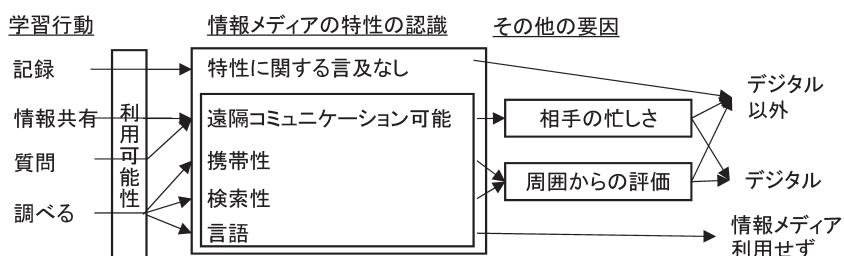 学習行動
情報メディアの特性の認識
その他の要因
記録
情報共有
質問
調べる
利用可能性
特性に関する言及なし
遠隔コミュニケーション可能
携帯性
検索性
言語
相手の忙しさ
周囲からの評価
デジタル
以外
デジタル
情報メディア
利用せず